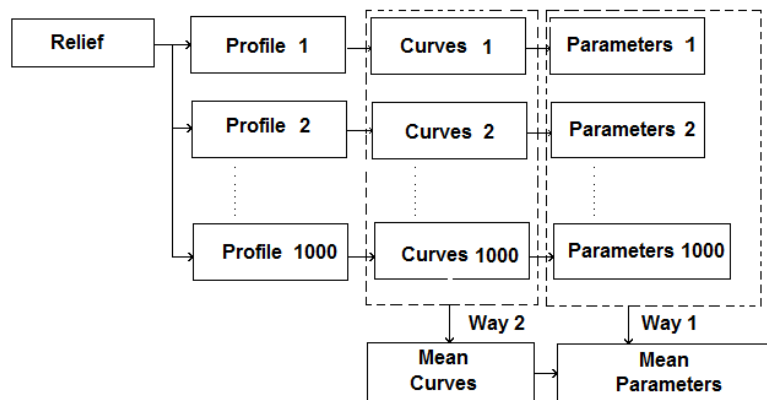 Relief
Profile 1
Curves 1
Parameters 1
Profile 2
Curves 2
Parameters 2
Profile 1000
Curves 1000
Parameters 1000
Way 2
Way 1
Mean
Curves
Mean
Parameters